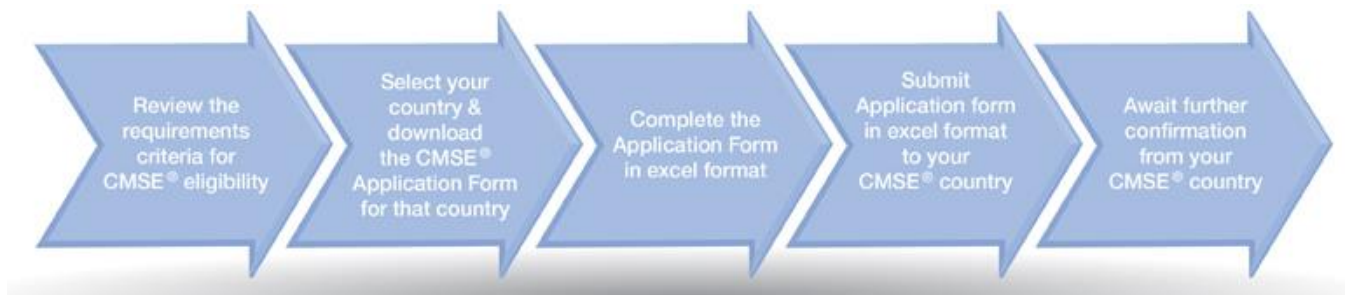 Review the
requirements
criteria for
CMSE® eligibility
Select your
country &
download
the CMSE®
Application Form
for that country
Complete the
Application Form
in excel format
Submit
Application form
in excel format
to your
CMSE® country
Await further
confirmation
from your
CMSE® country